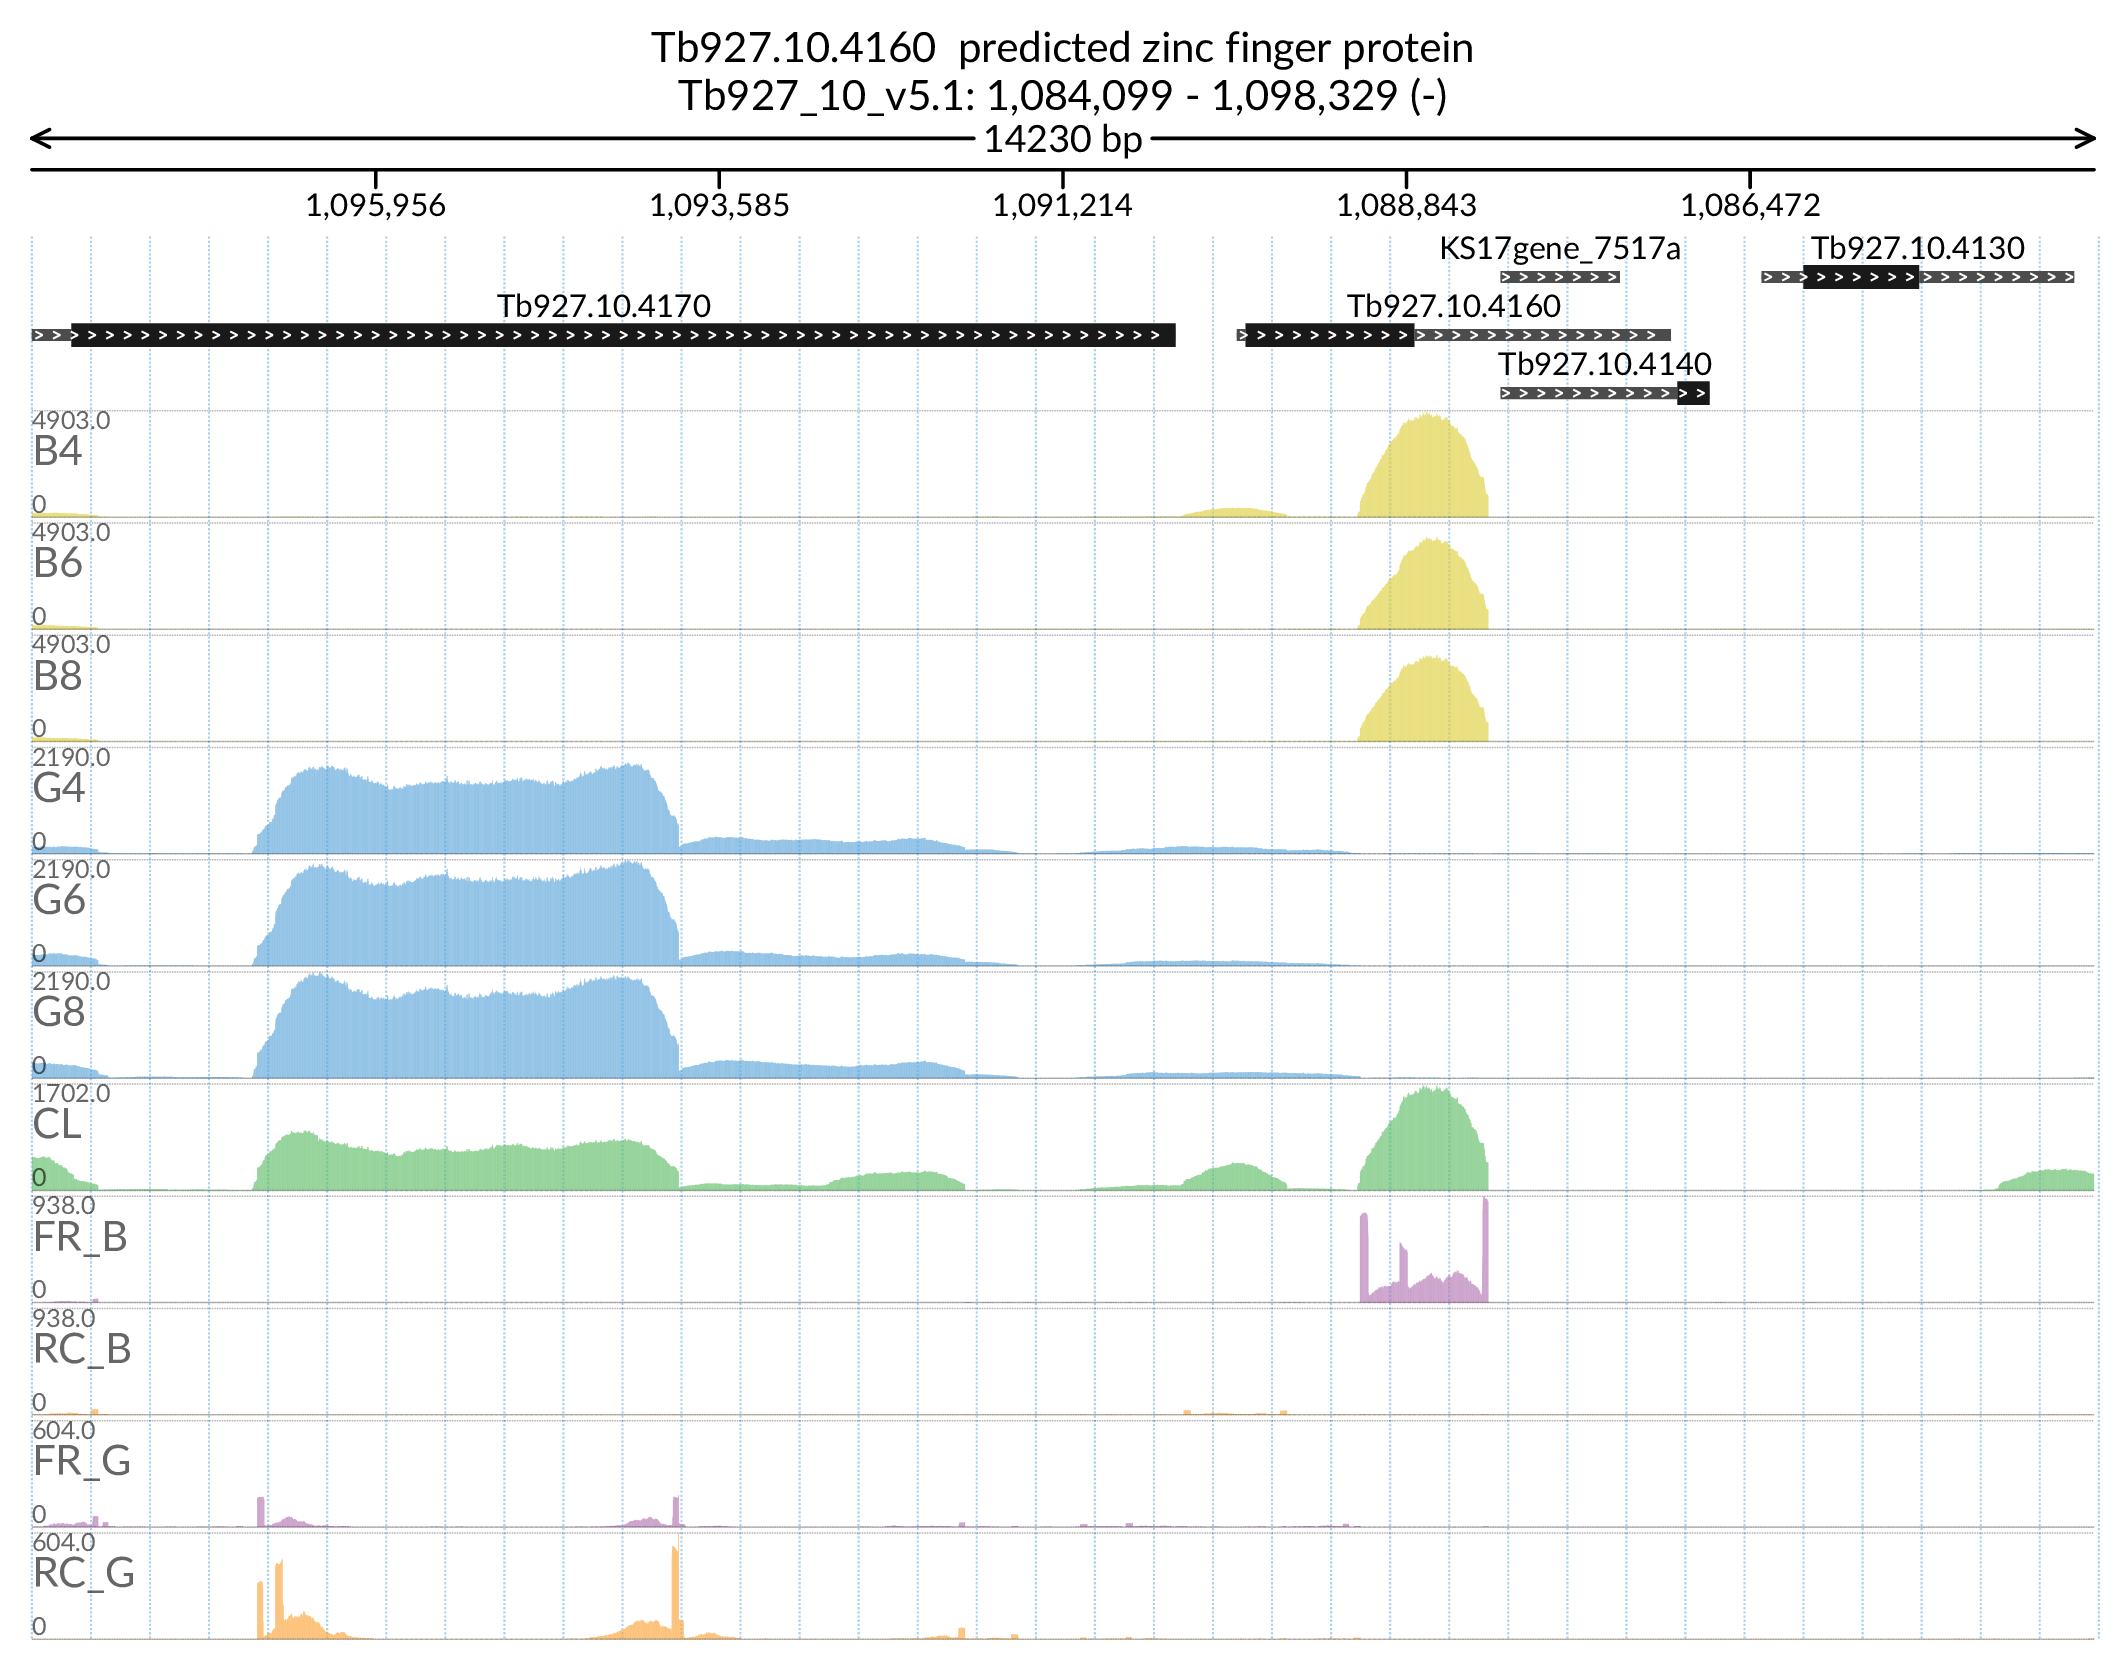 Tb927.10.4160  predicted zinc finger protein
Tb927_10_v5.1: 1,084,099 - 1,098,329 (-)
14230 bp
1,095,956 1,093,585 1,091,214 1,088,843 1,086,472
KS17gene_7517a Tb927.10.4130
Tb927.10.4170 Tb927.10.4160
Tb927.10.4140
4903.0
B4
0
4903.0
B6
0
4903.0
B8
0
2190.0
G4
0
2190.0
G6
0
2190.0
G8
0
1702.0
CL
0
938.0
FR_B
0
938.0
RC_B
0
604.0
FR_G
0
604.0
RC_G
0